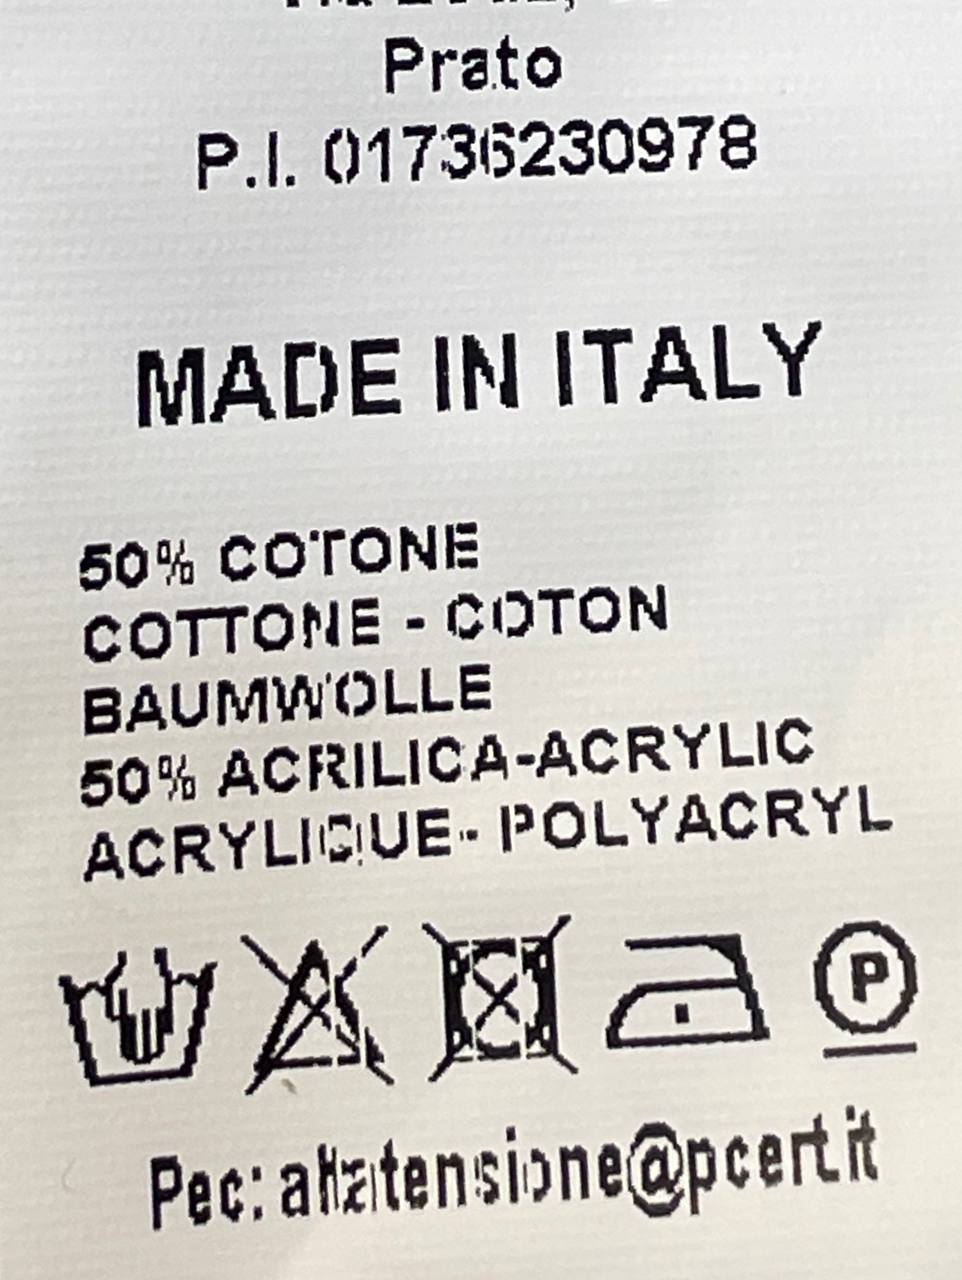 Prato
P.I. 01736230978
MADE IN ITALY
50% COTONE
COTTONE - COTON
BAUMWOLLE
50% ACRILICA-ACRYLIC
ACRYLIQUE - POLYACRYL
P
Pec: altatensione@pcert.it